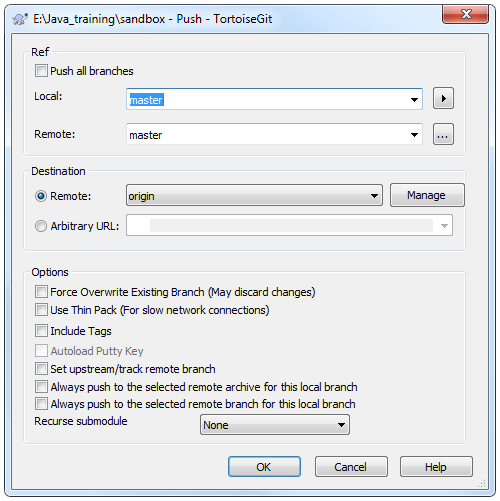 E:\Java_training\sandbox - Push - TortoiseGit
Ref
Push all branches
Local: master
Remote: master ...
Destination
Remote: origin Manage
Arbitrary URL:
Options
Force Overwrite Existing Branch (May discard changes)
Use Thin Pack (For slow network connections)
Include Tags
Autoload Putty Key
Set upstream/track remote branch
Always push to the selected remote archive for this local branch
Always push to the selected remote branch for this local branch
Recurse submodule None
OK Cancel Help